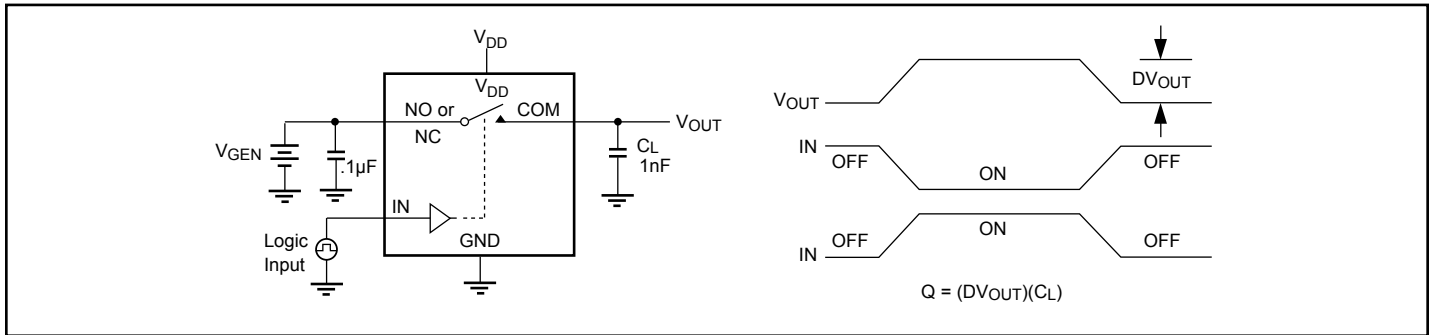 VDD
VDD
NO or
COM
NC
VOUT
VGEN
.1µF
CL
1nF
IN
Logic
Input
GND
DVOUT
VOUT
IN
OFF
ON
OFF
IN
OFF
ON
OFF
Q = (DVOUT)(CL)